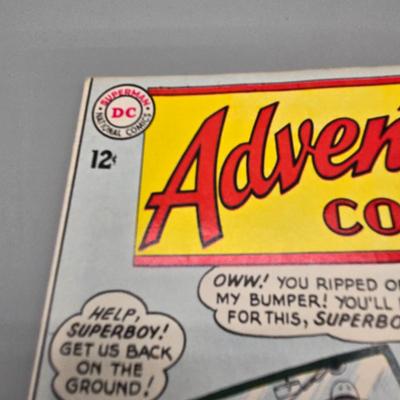 SUPERMAN
DC
NATIONAL COMICS
12¢
Adven
CO
OWW! YOU RIPPED O
MY BUMPER! YOU'LL
FOR THIS, SUPERBO
HELP,
SUPERBOY!
GET US BACK
ON THE
GROUND!